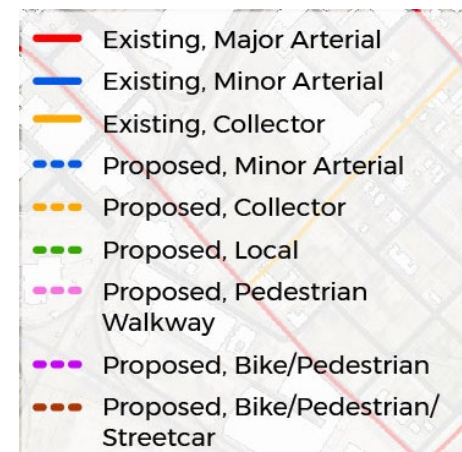 Existing, Major Arterial
Existing, Minor Arterial
Existing, Collector
Proposed, Minor Arterial
Proposed, Collector
Proposed, Local
Proposed, Pedestrian
Walkway
Proposed, Bike/Pedestrian
Proposed, Bike/Pedestrian/
Streetcar